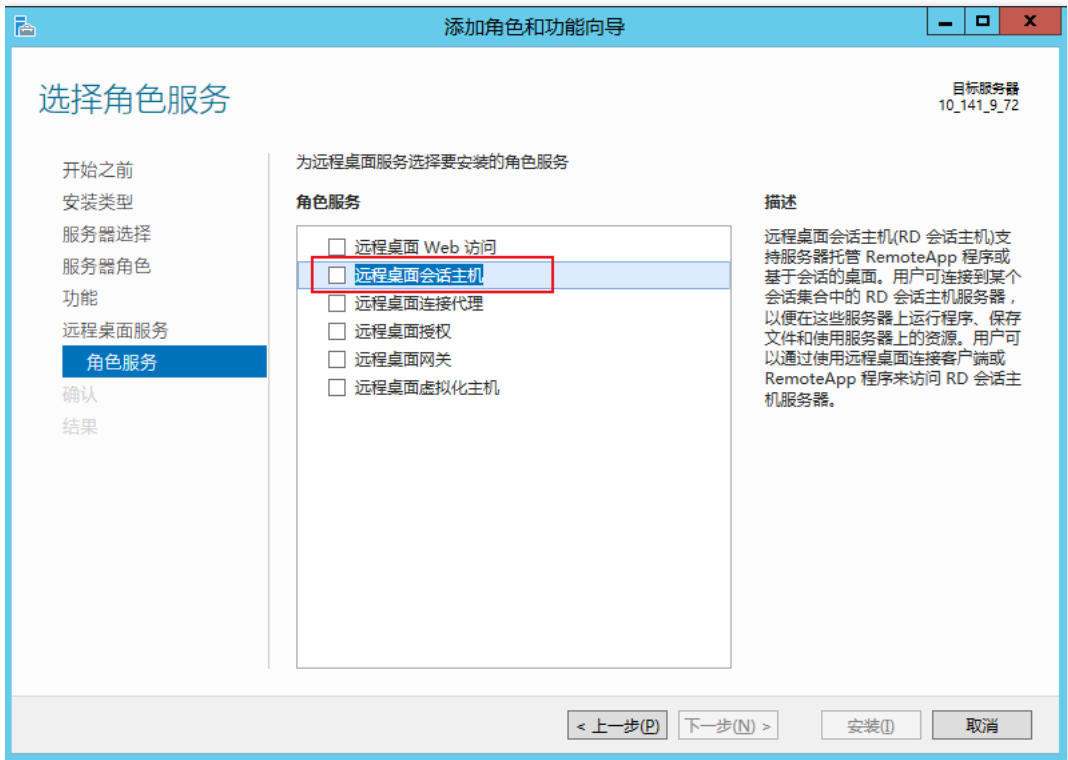 添加角色和功能向导
选择角色服务
目标服务器
10_141_9_72
开始之前
安装类型
服务器选择
服务器角色
功能
远程桌面服务
角色服务
确认
结果
为远程桌面服务选择要安装的角色服务
角色服务
远程桌面 Web 访问
远程桌面会话主机
远程桌面连接代理
远程桌面授权
远程桌面网关
远程桌面虚拟化主机
描述
远程桌面会话主机(RD 会话主机)支
持服务器托管 RemoteApp 程序或
基于会话的桌面。用户可连接到某个
会话集合中的 RD 会话主机服务器，
以便在这些服务器上运行程序、保存
文件和使用服务器上的资源。用户可
以通过使用远程桌面连接客户端或
RemoteApp 程序来访问 RD 会话主
机服务器。
< 上一步(P)
下一步(N) >
安装(I)
取消